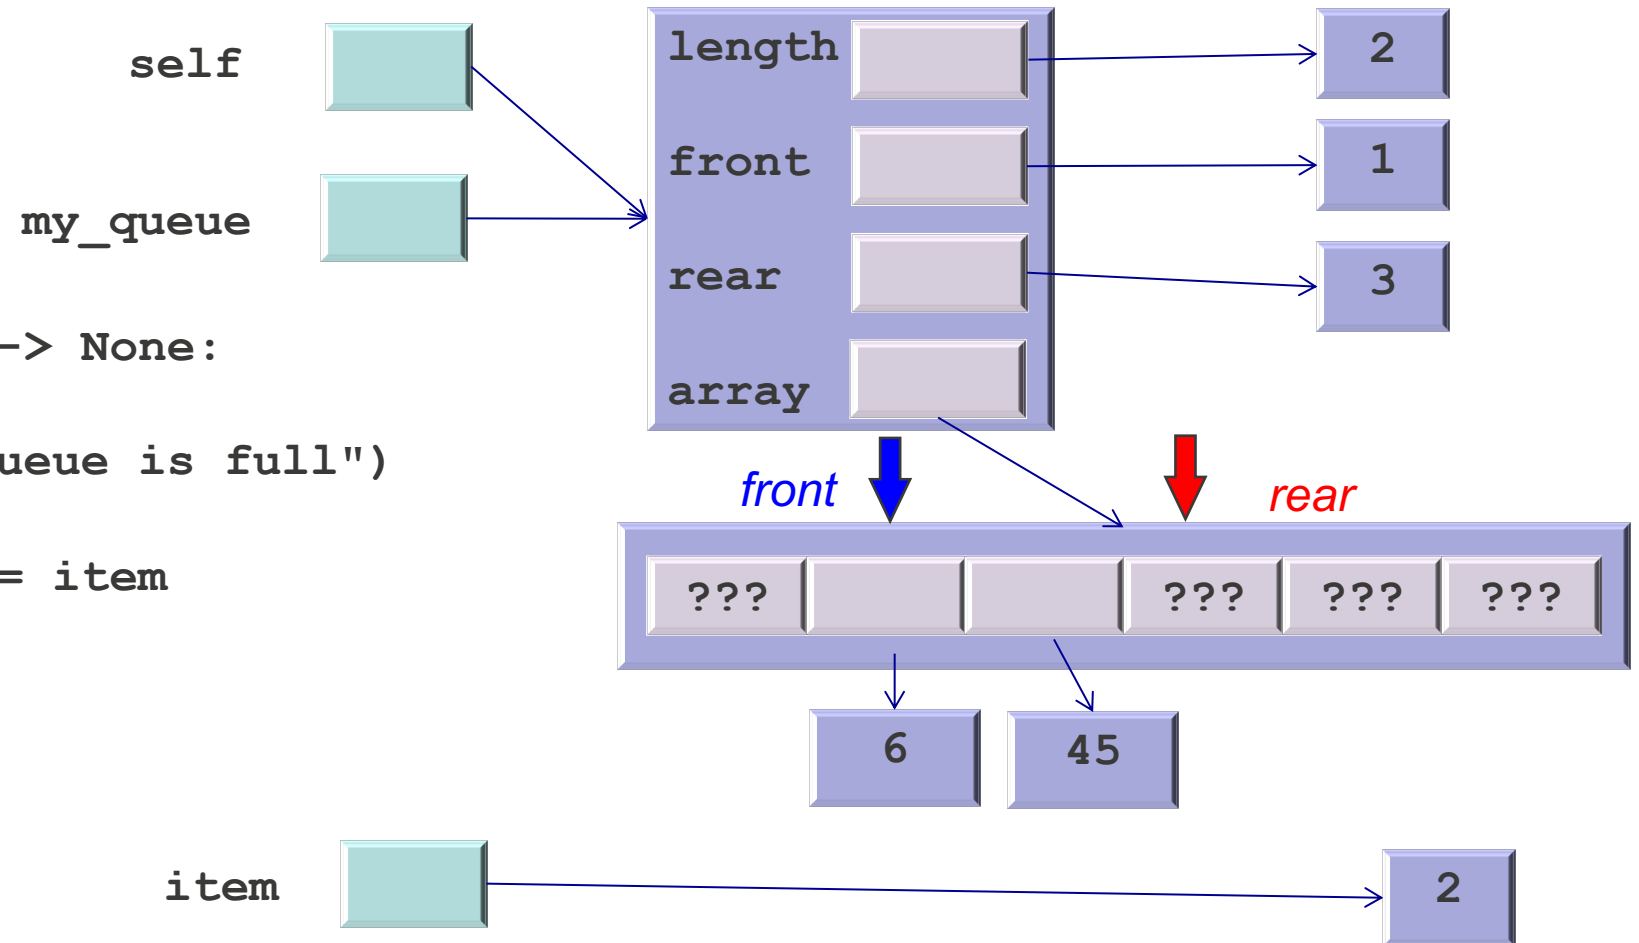 self
my_queue
-> None:
ueue is full")
= item
length
front
rear
array
2
1
3
front
rear
???
???
???
???
6
45
item
2